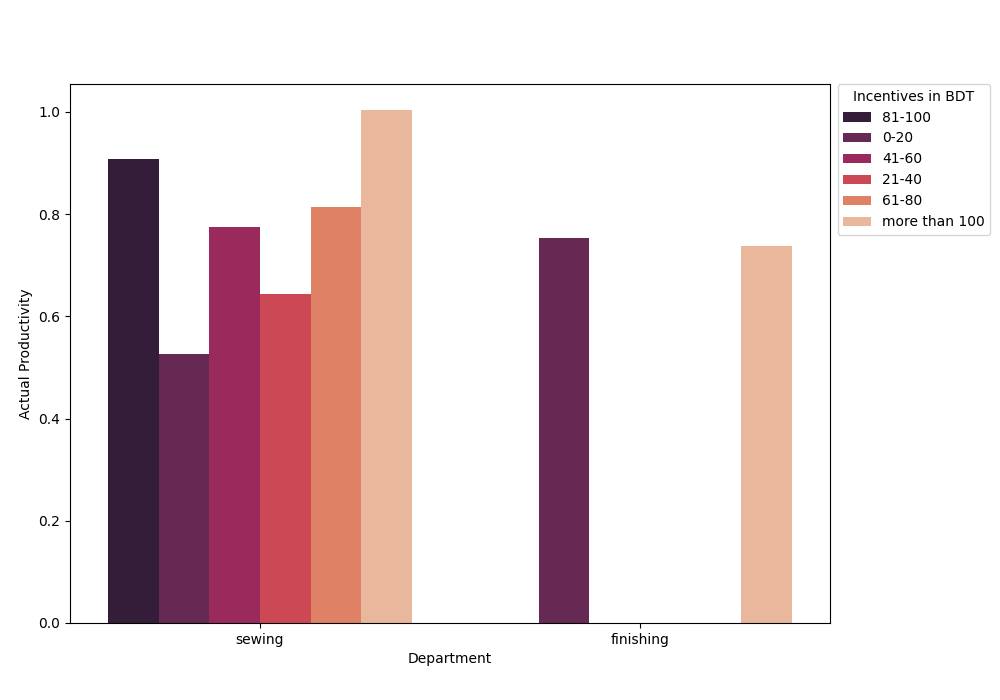 Incentives in BDT
81-100
0-20
41-60
21-40
61-80
more than 100
1.0
0.8
0.6
0.4
0.2
0.0
Actual Productivity
sewing
finishing
Department